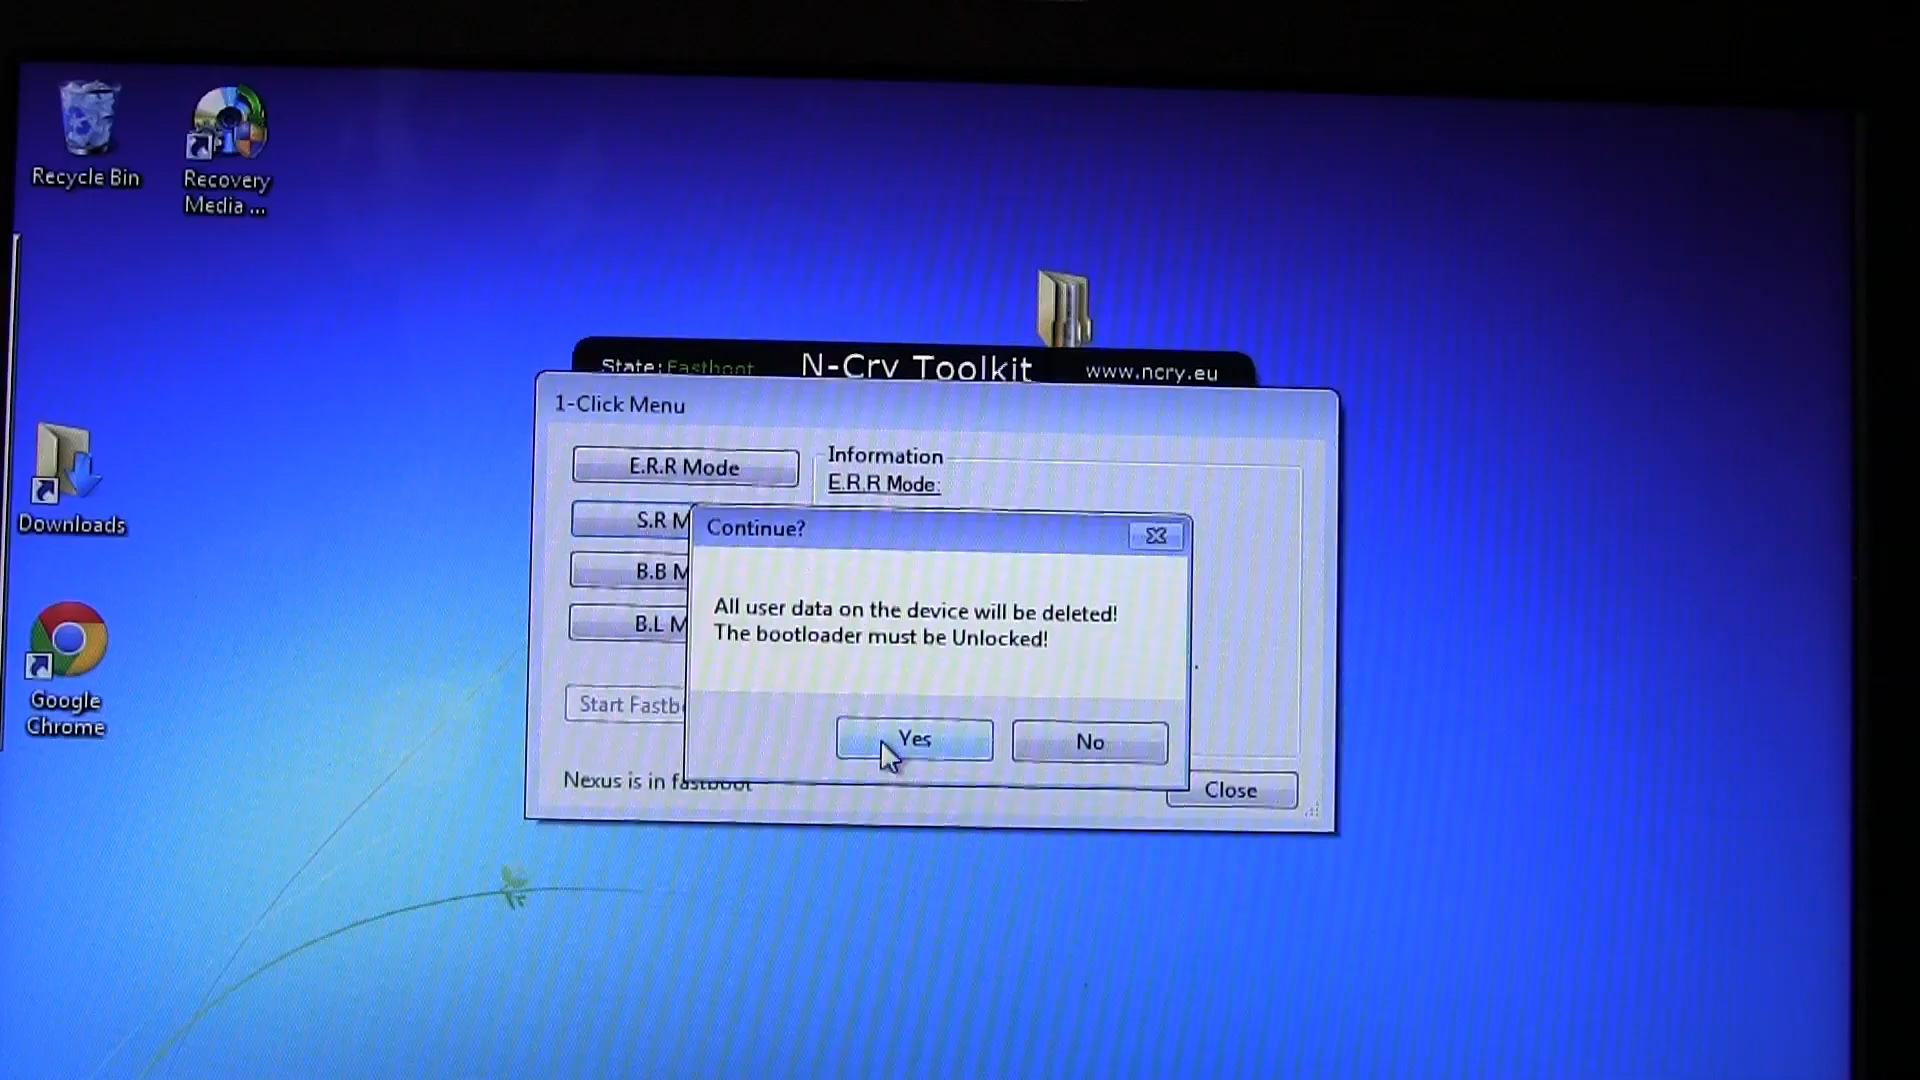 Recycle Bin
Recovery
Media ...
State: Fastboot
N-Cry Toolkit
www.ncry.eu
1-Click Menu
E.R.R Mode
Information
E.R.R Mode:
S.R M
Continue?
B.B M
All user data on the device will be deleted!
The bootloader must be Unlocked!
B.L M
Start Fastb
Yes
No
Nexus is in fastboot
Close
Downloads
Google
Chrome